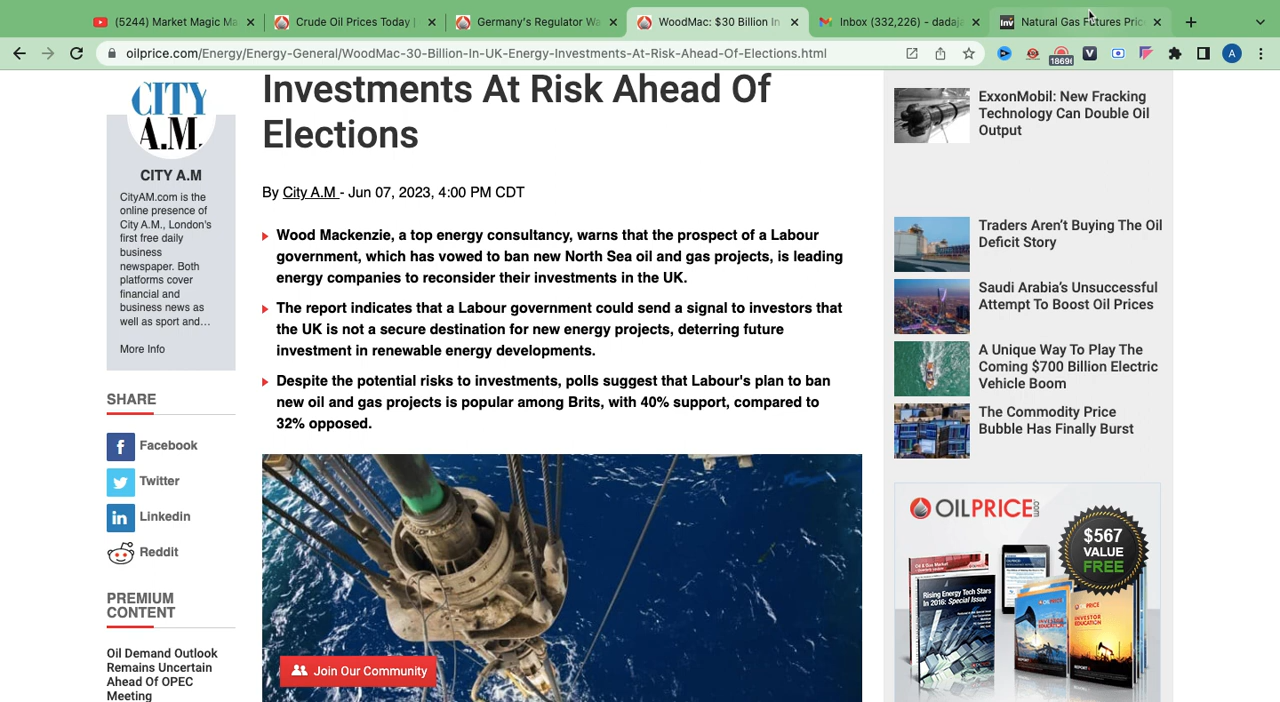 (5244) Market Magic Ma
Crude Oil Prices Today |
Germany's Regulator Wa
WoodMac: $30 Billion In
Inbox (332,226) - dadaja
Inv
Natural Gas Futures Pric
oilprice.com/Energy/Energy-General/WoodMac-30-Billion-In-UK-Energy-Investments-At-Risk-Ahead-Of-Elections.html
1869
A
CITY
A.M.
CITY A.M
CityAM.com is the
online presence of
City A.M., London's
first free daily
business
newspaper. Both
platforms cover
financial and
business news as
well as sport and…
More Info
SHARE
Facebook
Twitter
Linkedin
Reddit
PREMIUM
CONTENT
Oil Demand Outlook
Remains Uncertain
Ahead Of OPEC
Meeting
Investments At Risk Ahead Of
Elections
By City A.M - Jun 07, 2023, 4:00 PM CDT
Wood Mackenzie, a top energy consultancy, warns that the prospect of a Labour
government, which has vowed to ban new North Sea oil and gas projects, is leading
energy companies to reconsider their investments in the UK.
The report indicates that a Labour government could send a signal to investors that
the UK is not a secure destination for new energy projects, deterring future
investment in renewable energy developments.
Despite the potential risks to investments, polls suggest that Labour's plan to ban
new oil and gas projects is popular among Brits, with 40% support, compared to
32% opposed.
Join Our Community
ExxonMobil: New Fracking
Technology Can Double Oil
Output
Traders Aren't Buying The Oil
Deficit Story
Saudi Arabia's Unsuccessful
Attempt To Boost Oil Prices
A Unique Way To Play The
Coming $700 Billion Electric
Vehicle Boom
The Commodity Price
Bubble Has Finally Burst
OILPRICE.com
$567
VALUE
FREE
Rising Energy Tech Stars
In 2016: Special Issue